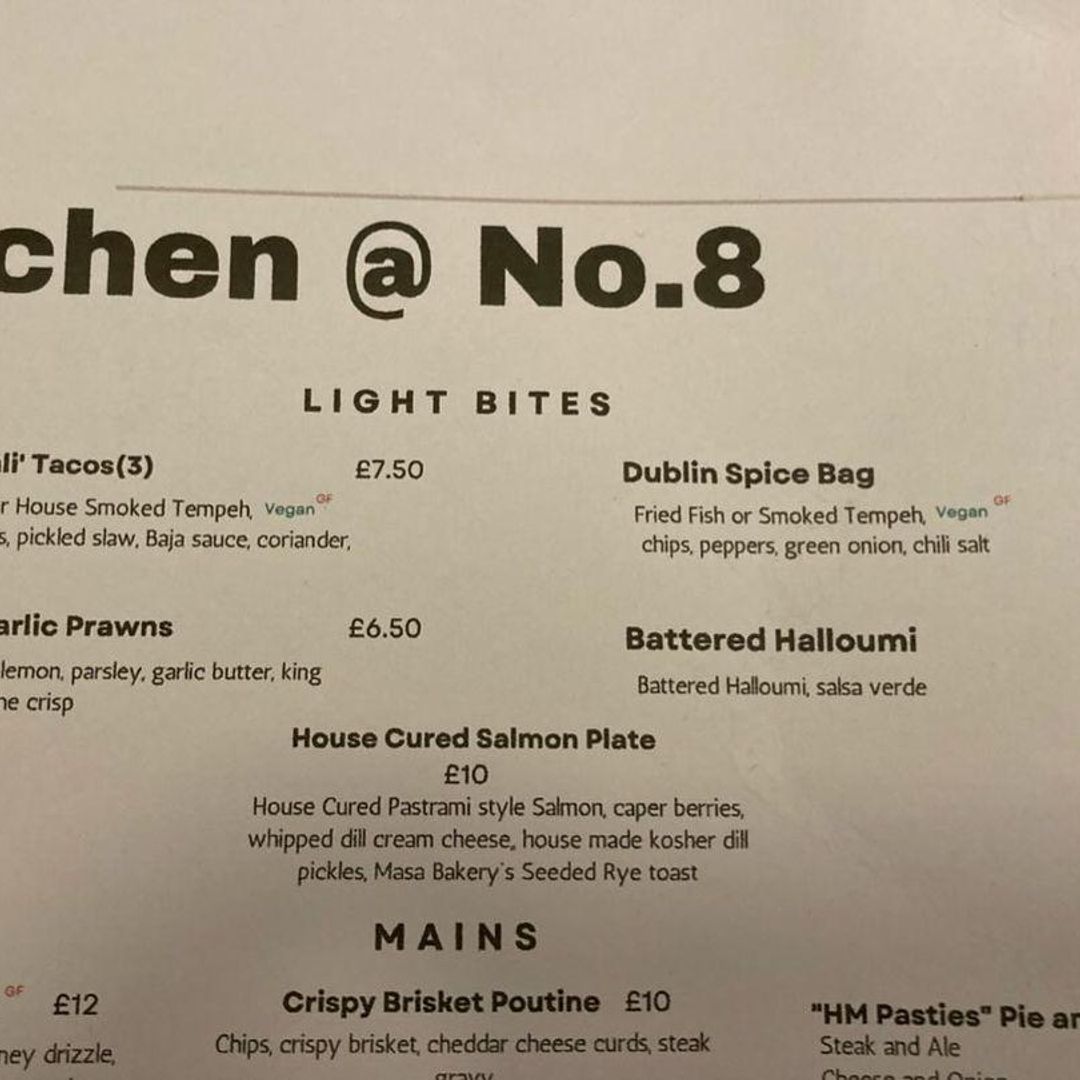 chen @ No.8
LIGHT BITES
li' Tacos(3) £7.50
r House Smoked Tempeh, Vegan GF
s, pickled slaw, Baja sauce, coriander,
Dublin Spice Bag
Fried Fish or Smoked Tempeh, Vegan GF
chips, peppers, green onion, chili salt
arlic Prawns £6.50
lemon, parsley, garlic butter, king
ne crisp
Battered Halloumi
Battered Halloumi, salsa verde
House Cured Salmon Plate
£10
House Cured Pastrami style Salmon, caper berries,
whipped dill cream cheese, house made kosher dill
pickles, Masa Bakery's Seeded Rye toast
MAINS
GF £12
ney drizzle,
Crispy Brisket Poutine £10
Chips, crispy brisket, cheddar cheese curds, steak
gravy
"HM Pasties" Pie ar
Steak and Ale
Cheese and Onion